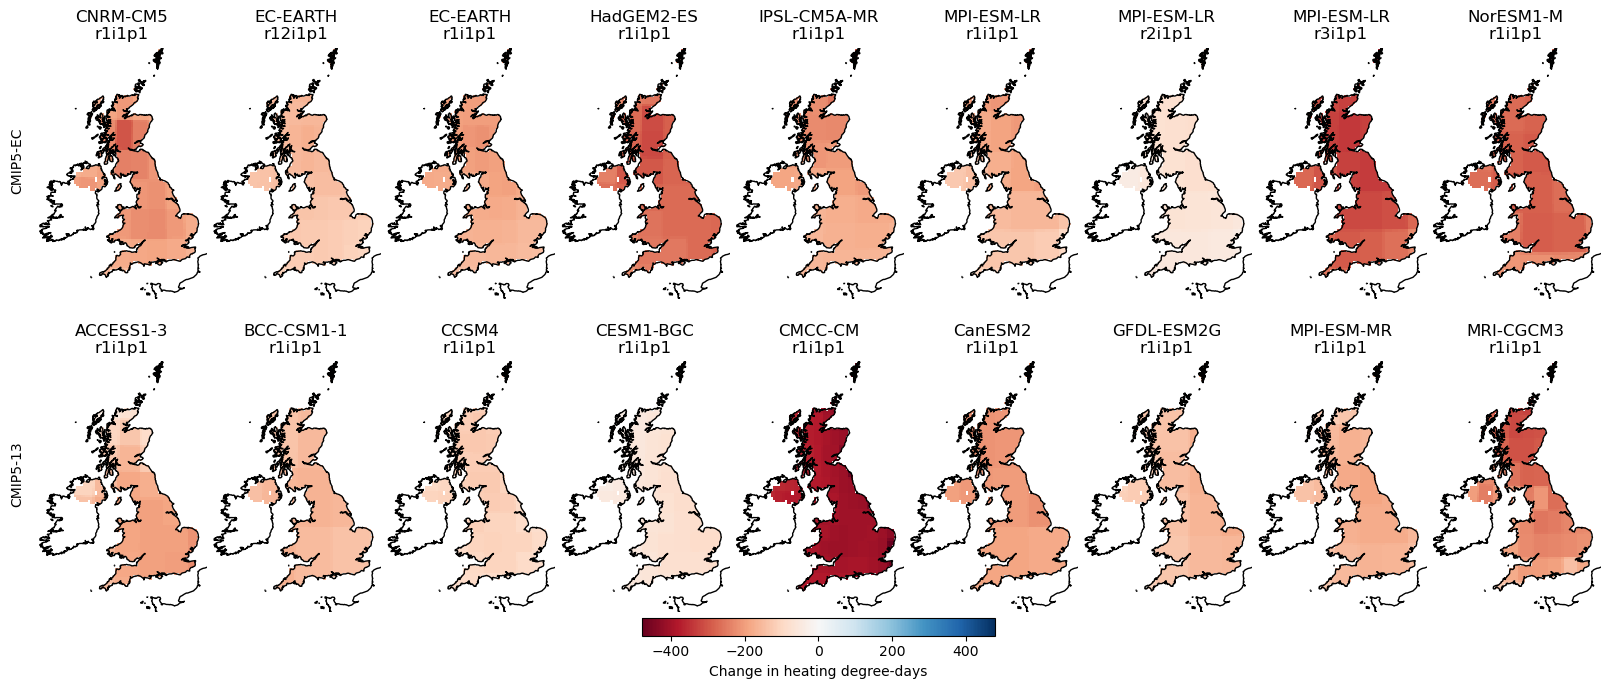 CNRM-CM5
r1i1p1
EC-EARTH
r12i1p1
EC-EARTH
r1i1p1
HadGEM2-ES
r1i1p1
IPSL-CM5A-MR
r1i1p1
MPI-ESM-LR
r1i1p1
MPI-ESM-LR
r2i1p1
MPI-ESM-LR
r3i1p1
NorESM1-M
r1i1p1
CMIP5-EC
ACCESS1-3
r1i1p1
BCC-CSM1-1
r1i1p1
CCSM4
r1i1p1
CESM1-BGC
r1i1p1
CMCC-CM
r1i1p1
CanESM2
r1i1p1
GFDL-ESM2G
r1i1p1
MPI-ESM-MR
r1i1p1
MRI-CGCM3
r1i1p1
CMIP5-13
−400 −200 0 200 400
Change in heating degree-days